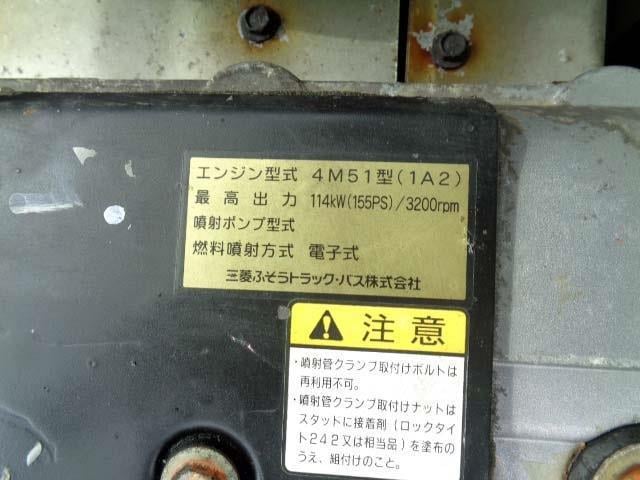 エンジン型式 4M51型(1A2)
最高出力 114kW(155PS)/3200rpm
噴射ポンプ型式
燃料噴射方式 電子式
三菱ふそうトラック・バス株式会社
注意
・噴射管クランプ取付けボルトは
再利用不可。
・噴射管クランプ取付けナットは
スタットに接着剤(ロックタイ
ト242又は相当品)を塗布の
うえ、組付けのこと。